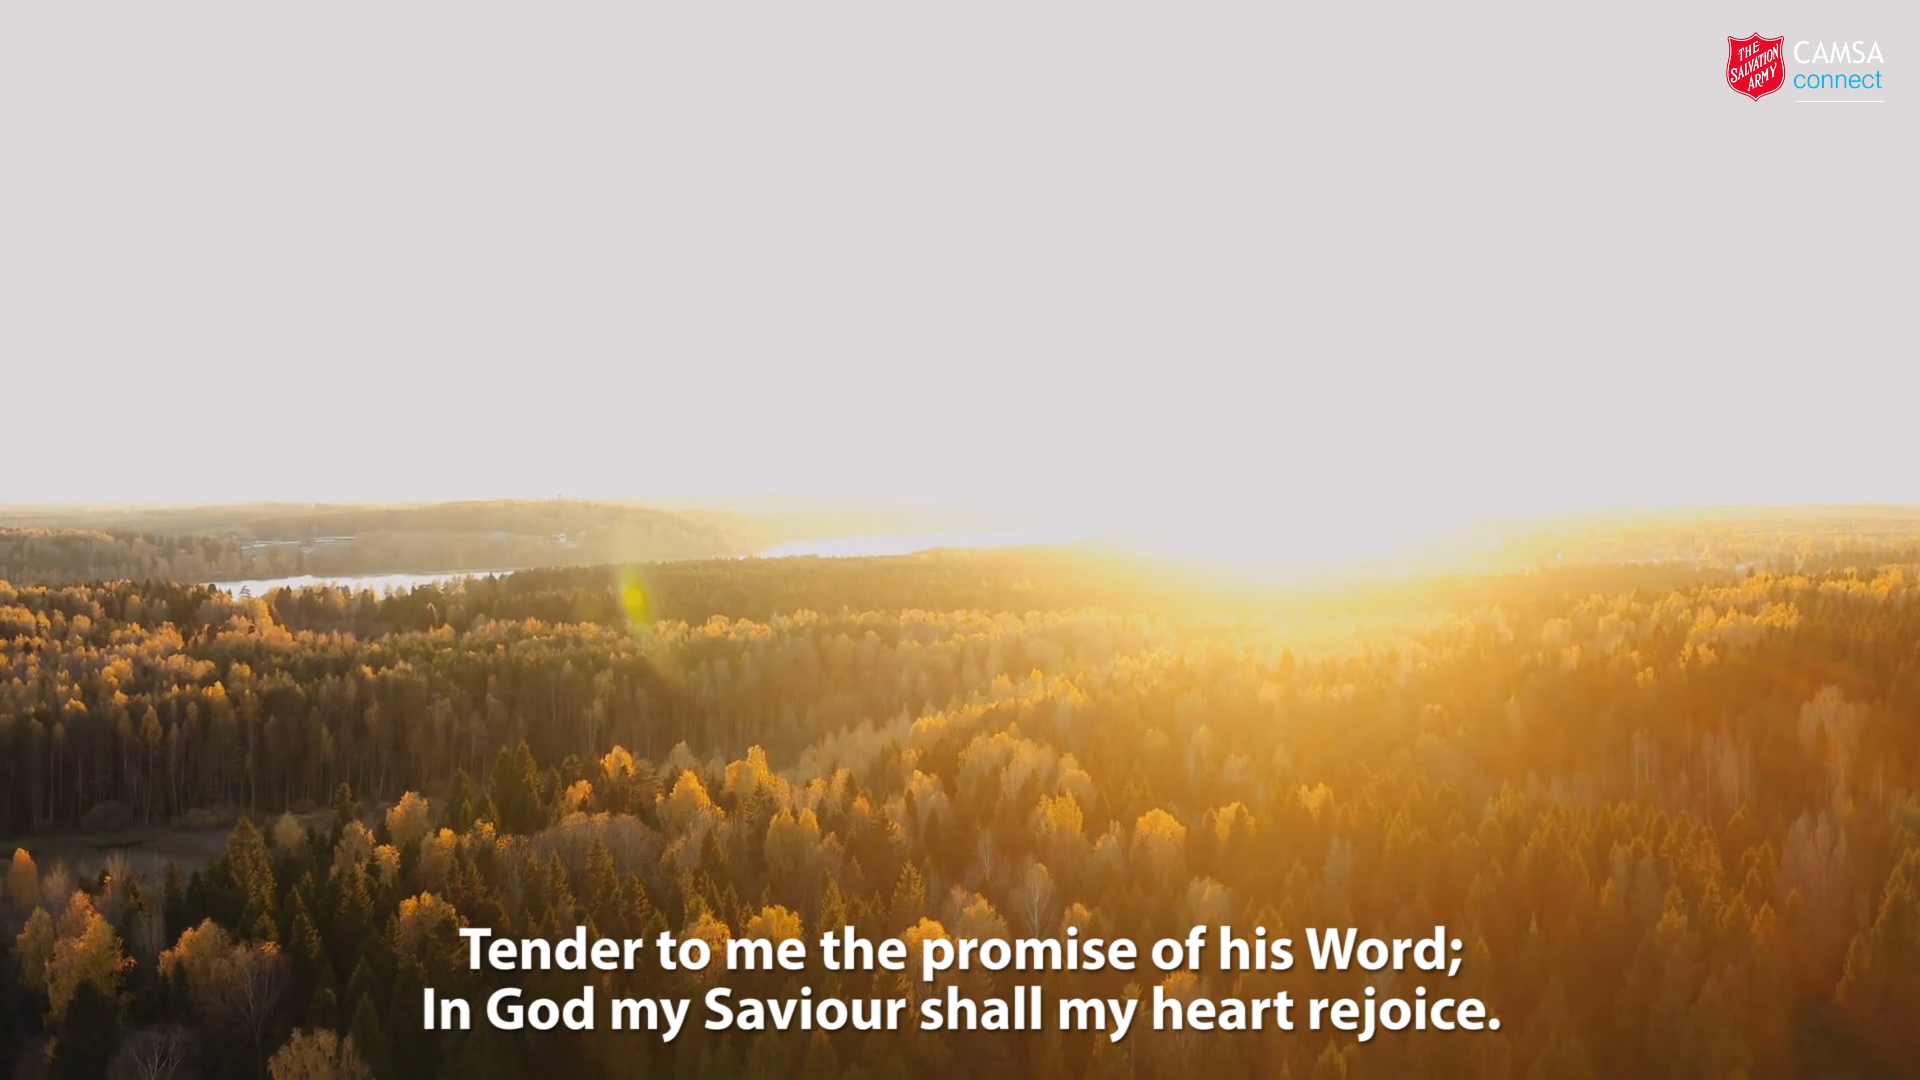 THE
SALVATION
ARMY
CAMSA
connect
Tender to me the promise of his Word;
In God my Saviour shall my heart rejoice.